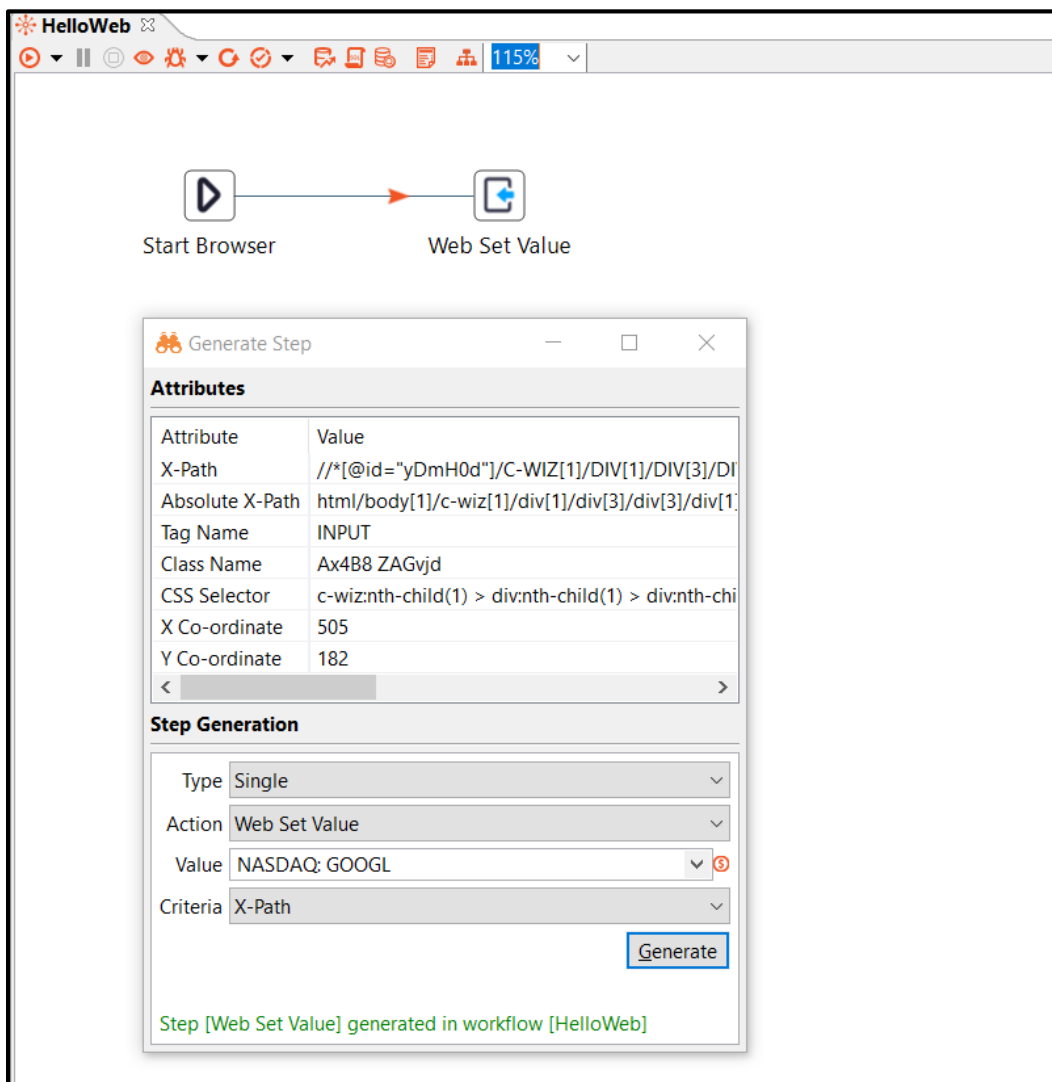 HelloWeb
115%
Start Browser
Web Set Value
Generate Step
Attributes
Attribute Value
X-Path //*[@id="yDmH0d"]/C-WIZ[1]/DIV[1]/DIV[3]/DI
Absolute X-Path html/body[1]/c-wiz[1]/div[1]/div[3]/div[3]/div[1]
Tag Name INPUT
Class Name Ax4B8 ZAGvjd
CSS Selector c-wiz:nth-child(1) > div:nth-child(1) > div:nth-chi
X Co-ordinate 505
Y Co-ordinate 182
Step Generation
Type Single
Action Web Set Value
Value NASDAQ: GOOGL
Criteria X-Path
Generate
Step [Web Set Value] generated in workflow [HelloWeb]